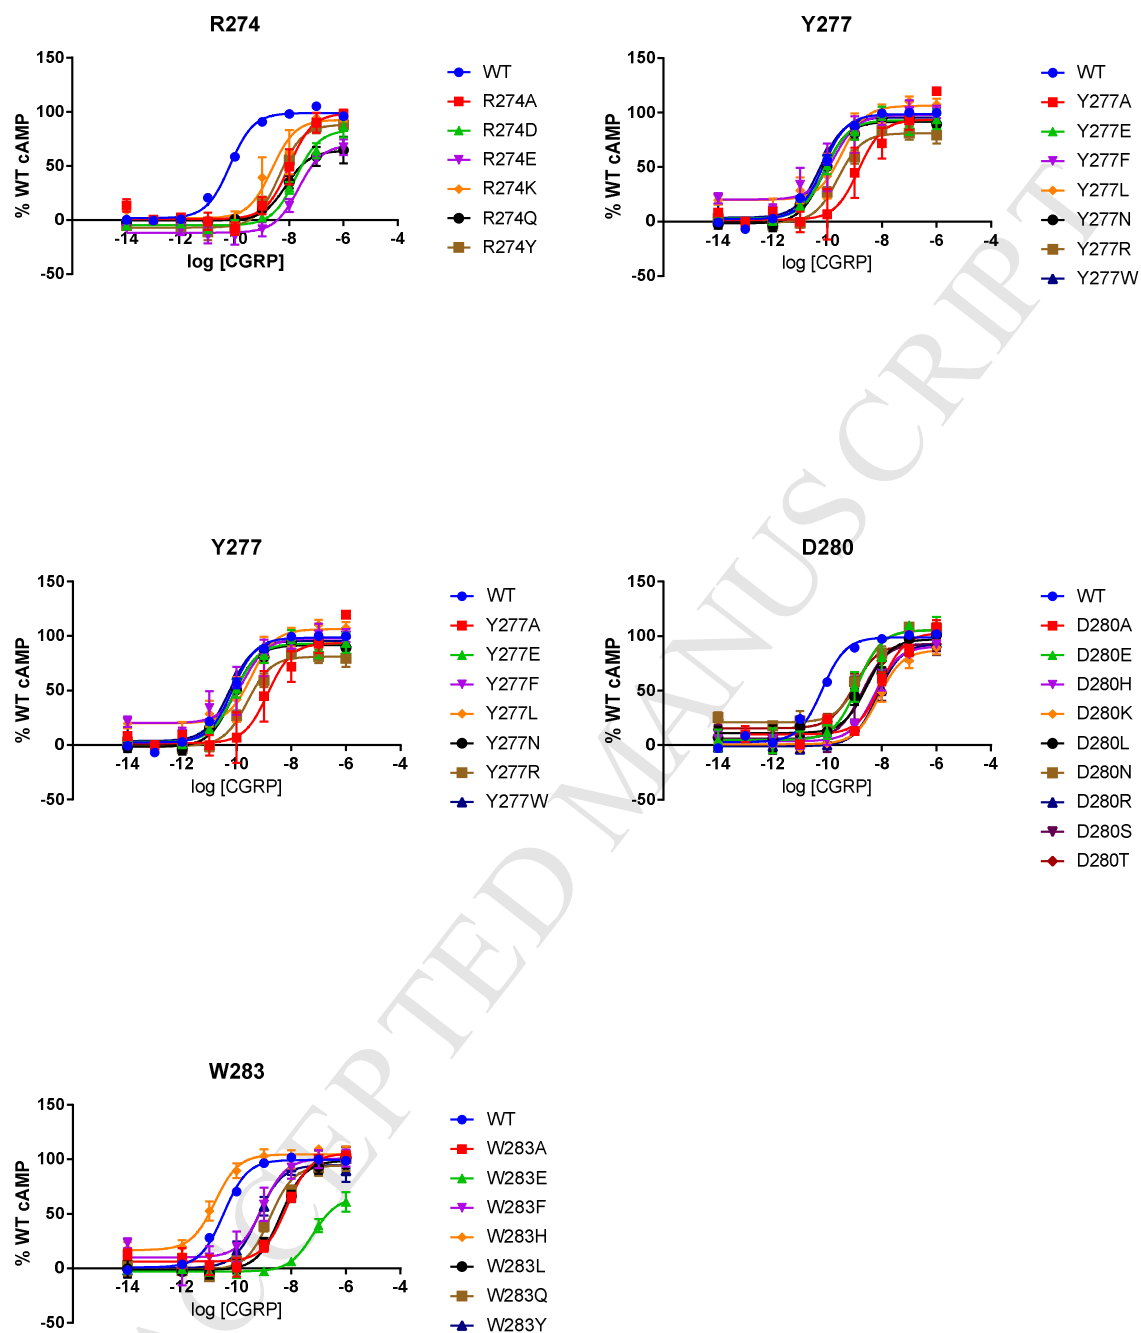 R274
150
100
50
0
-50
% WT cAMP
-14 -12 -10 -8 -6 -4
log [CGRP]
WT
R274A
R274D
R274E
R274K
R274Q
R274Y
Y277
150
100
50
0
-50
% WT cAMP
-14 -12 -10 -8 -6 -4
log [CGRP]
WT
Y277A
Y277E
Y277F
Y277L
Y277N
Y277R
Y277W
Y277
150
100
50
0
-50
% WT cAMP
-14 -12 -10 -8 -6 -4
log [CGRP]
WT
Y277A
Y277E
Y277F
Y277L
Y277N
Y277R
Y277W
D280
150
100
50
0
-50
% WT cAMP
-14 -12 -10 -8 -6 -4
log [CGRP]
WT
D280A
D280E
D280H
D280K
D280L
D280N
D280R
D280S
D280T
W283
150
100
50
0
-50
% WT cAMP
-14 -12 -10 -8 -6 -4
log [CGRP]
WT
W283A
W283E
W283F
W283H
W283L
W283Q
W283Y
ACCEPTED MANUSCRIPT